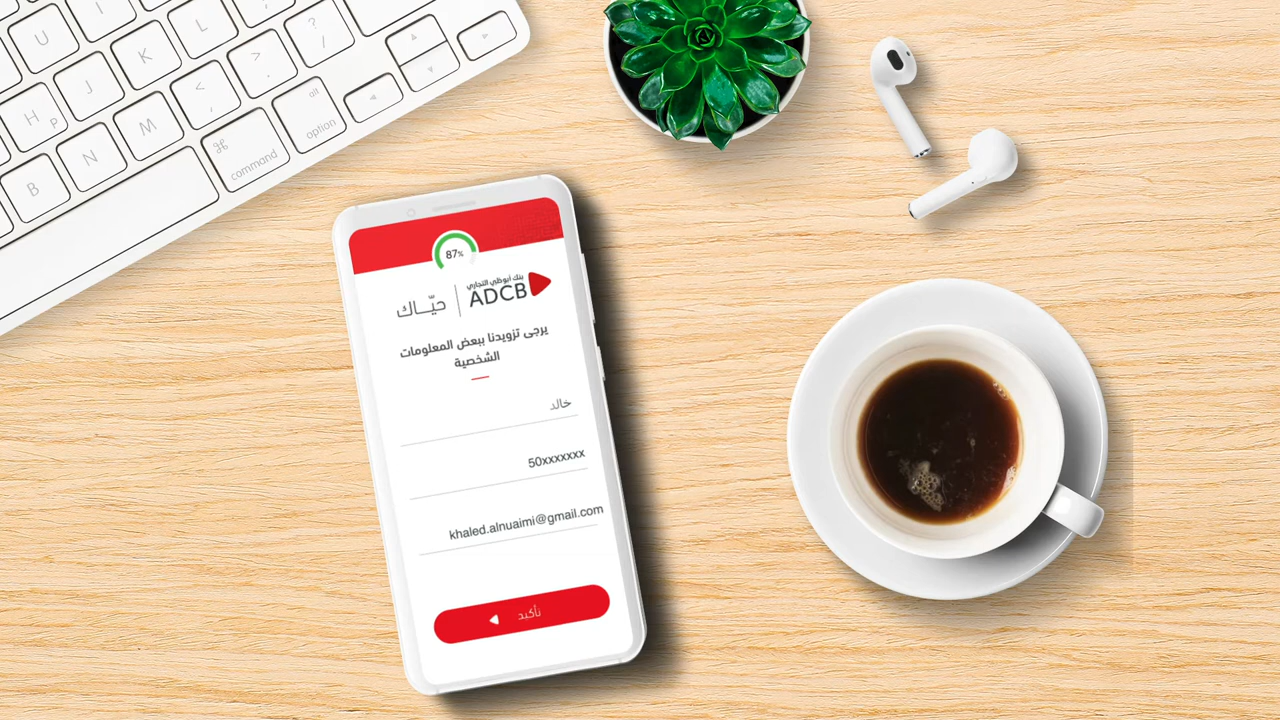 U
I
L
?
/
H
P
J
K
>
.
alt
option
B
N
M
<
,
⌘
command
87%
بنك أبوظبي التجاري
ADCB
حيّـاك
يرجى تزويدنا ببعض المعلومات
الشخصية
خالد
50xxxxxxx
khaled.alnuaimi@gmail.com
تأكيد